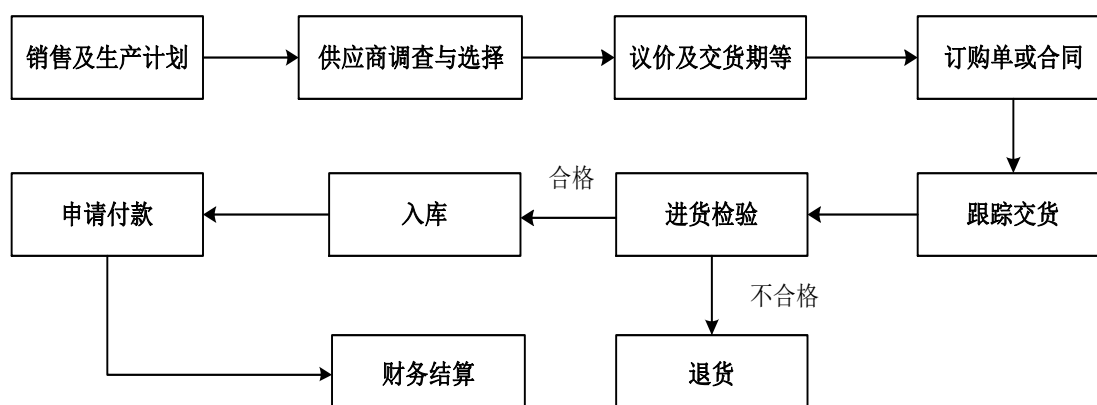 销售及生产计划
供应商调查与选择
议价及交货期等
订购单或合同
申请付款
入库
合格
进货检验
跟踪交货
不合格
财务结算
退货